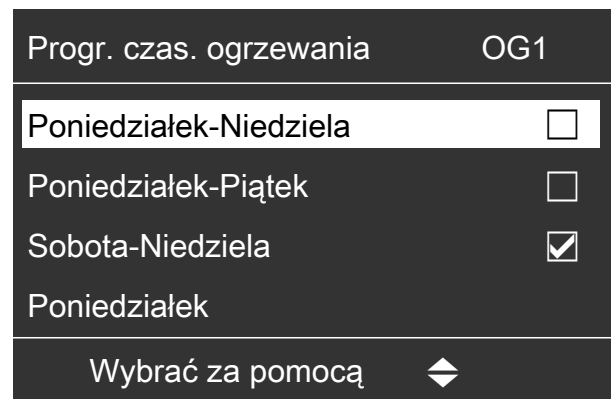 Progr. czas. ogrzewania OG1
Poniedziałek-Niedziela
Poniedziałek-Piątek
Sobota-Niedziela
Poniedziałek
Wybrać za pomocą